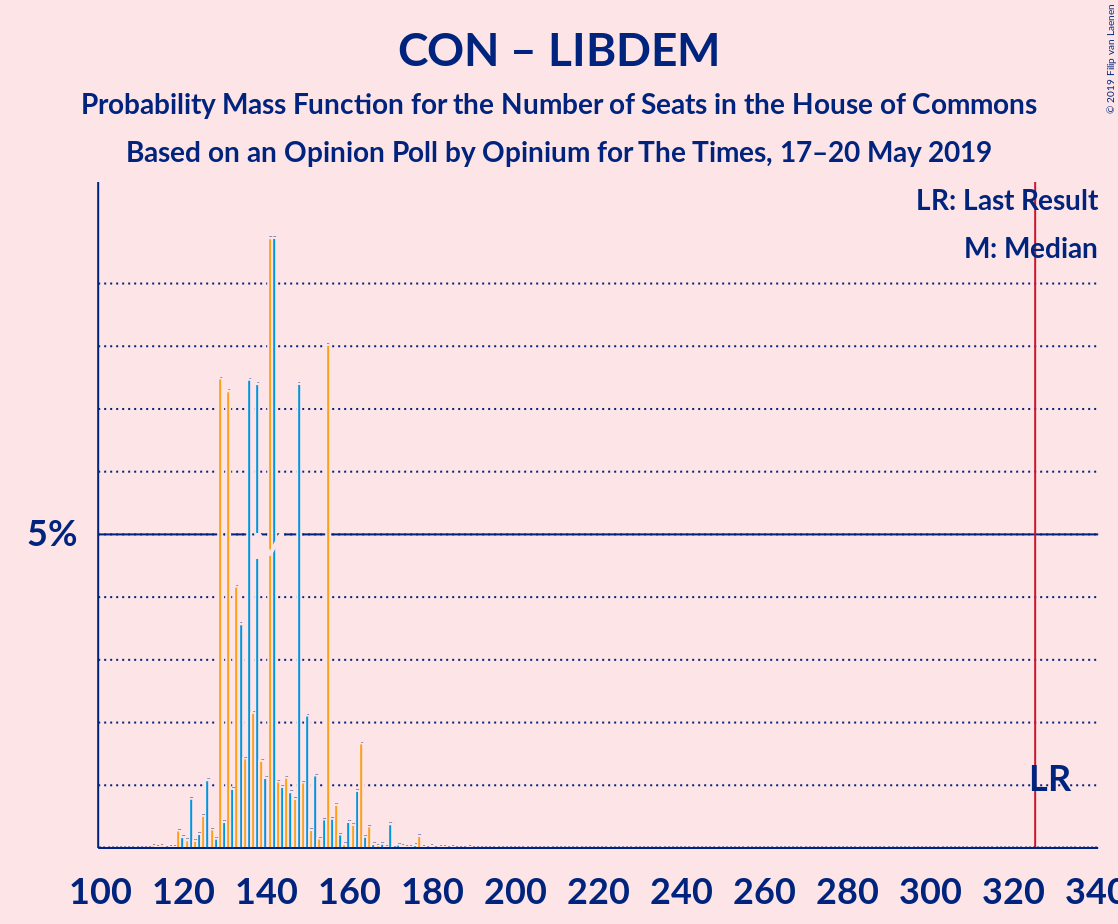 CON – LIBDEM
Probability Mass Function for the Number of Seats in the House of Commons
Based on an Opinion Poll by Opinium for The Times, 17–20 May 2019
© 2019 Filip van Laenen
LR: Last Result
M: Median
5%
LR
100 120 140 160 180 200 220 240 260 280 300 320 340